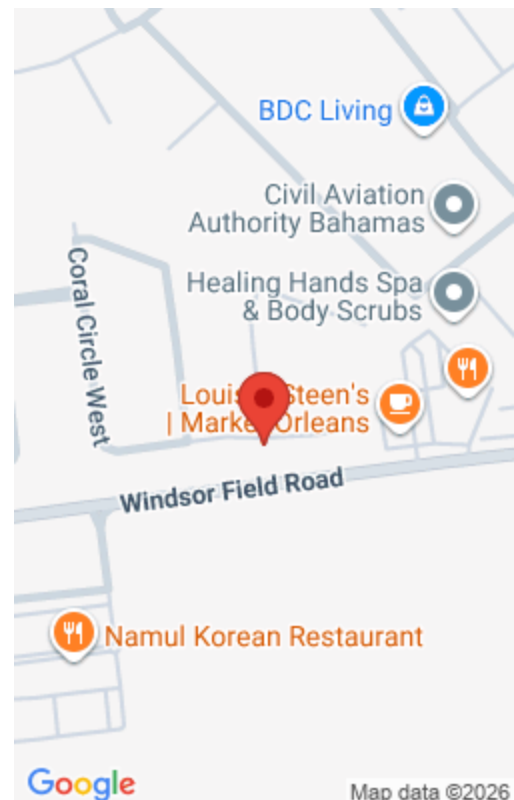 BDC Living
Civil Aviation
Authority Bahamas
Healing Hands Spa
& Body Scrubs
Coral Circle West
Steen's
| Market Orleans
Windsor Field Road
Namul Korean Restaurant
Google
Map data ©2026